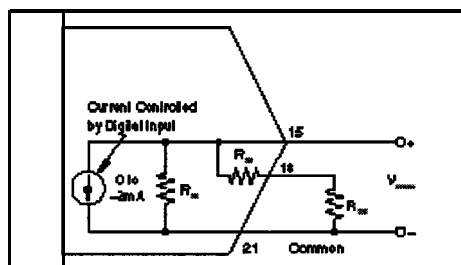 Current Controlled
by Digital Input
15
+
R
18
0 to
–2mA
R
V
R
–
21
Common